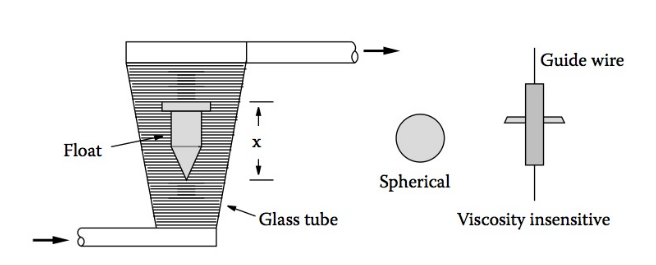 Guide wire
x
Float
Spherical
Glass tube
Viscosity insensitive